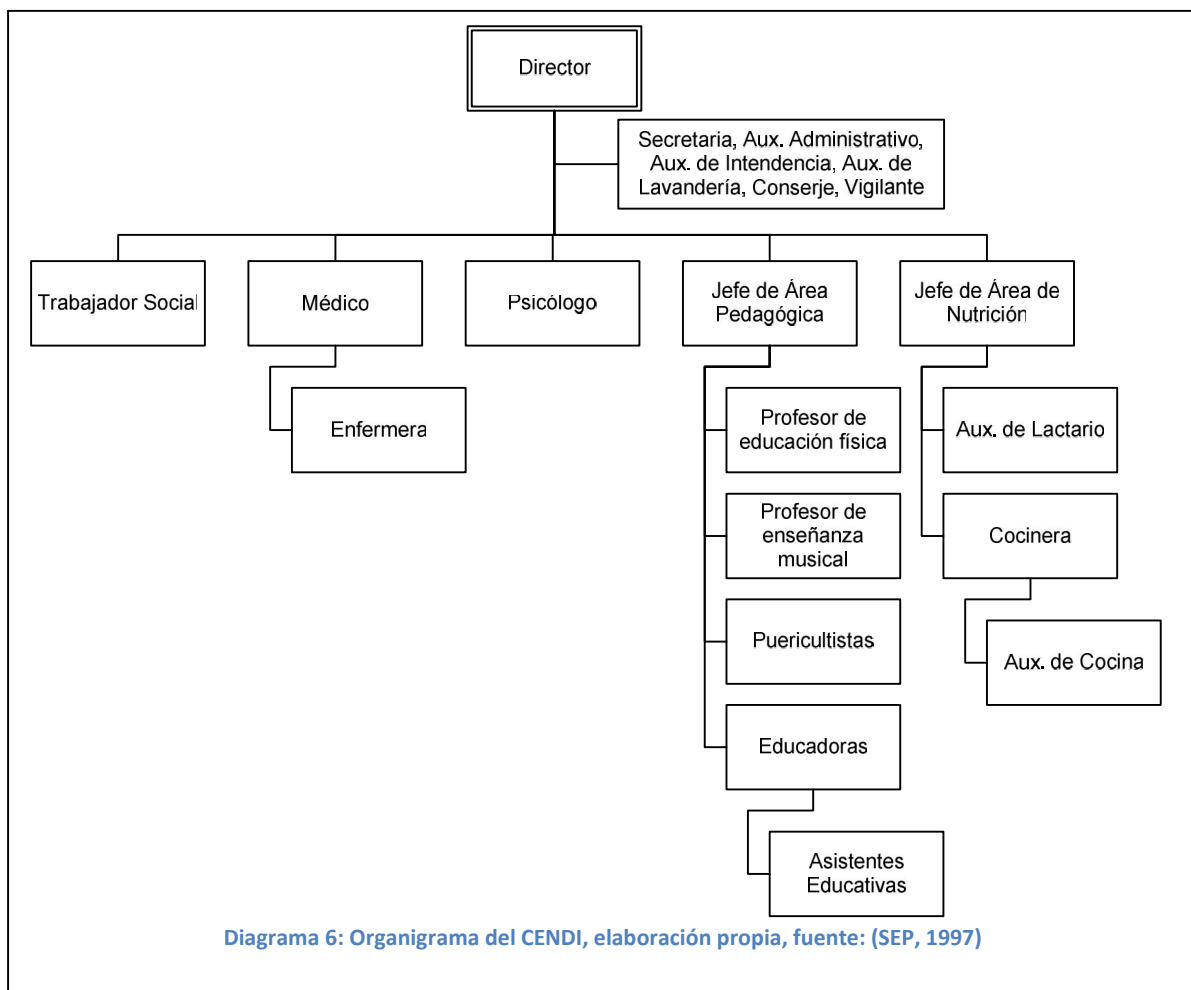 Director
Secretaria, Aux. Administrativo,
Aux. de Intendencia, Aux. de
Lavandería, Conserje, Vigilante
Trabajador Social
Médico
Psicólogo
Jefe de Área
Pedagógica
Jefe de Área de
Nutrición
Enfermera
Profesor de
educación física
Aux. de Lactario
Profesor de
enseñanza
musical
Cocinera
Puericultistas
Aux. de Cocina
Educadoras
Asistentes
Educativas
Diagrama 6: Organigrama del CENDI, elaboración propia, fuente: (SEP, 1997)